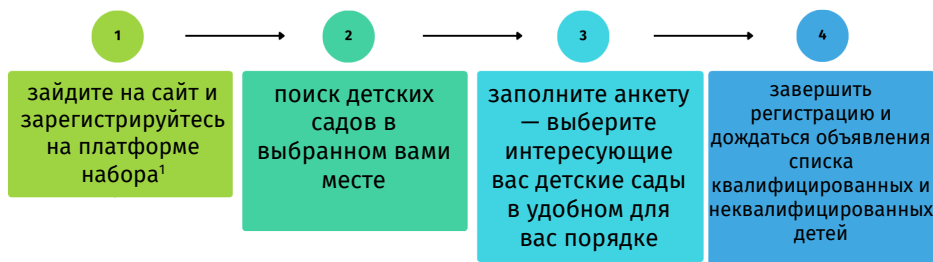 1
зайдите на сайт и
зарегистрируйтесь
на платформе
набора¹
2
поиск детских
садов в
выбранном вами
месте
3
заполните анкету
— выберите
интересующие
вас детские сады
в удобном для
вас порядке
4
завершить
регистрацию и
дождаться объявления
списка
квалифицированных и
неквалифицированных
детей